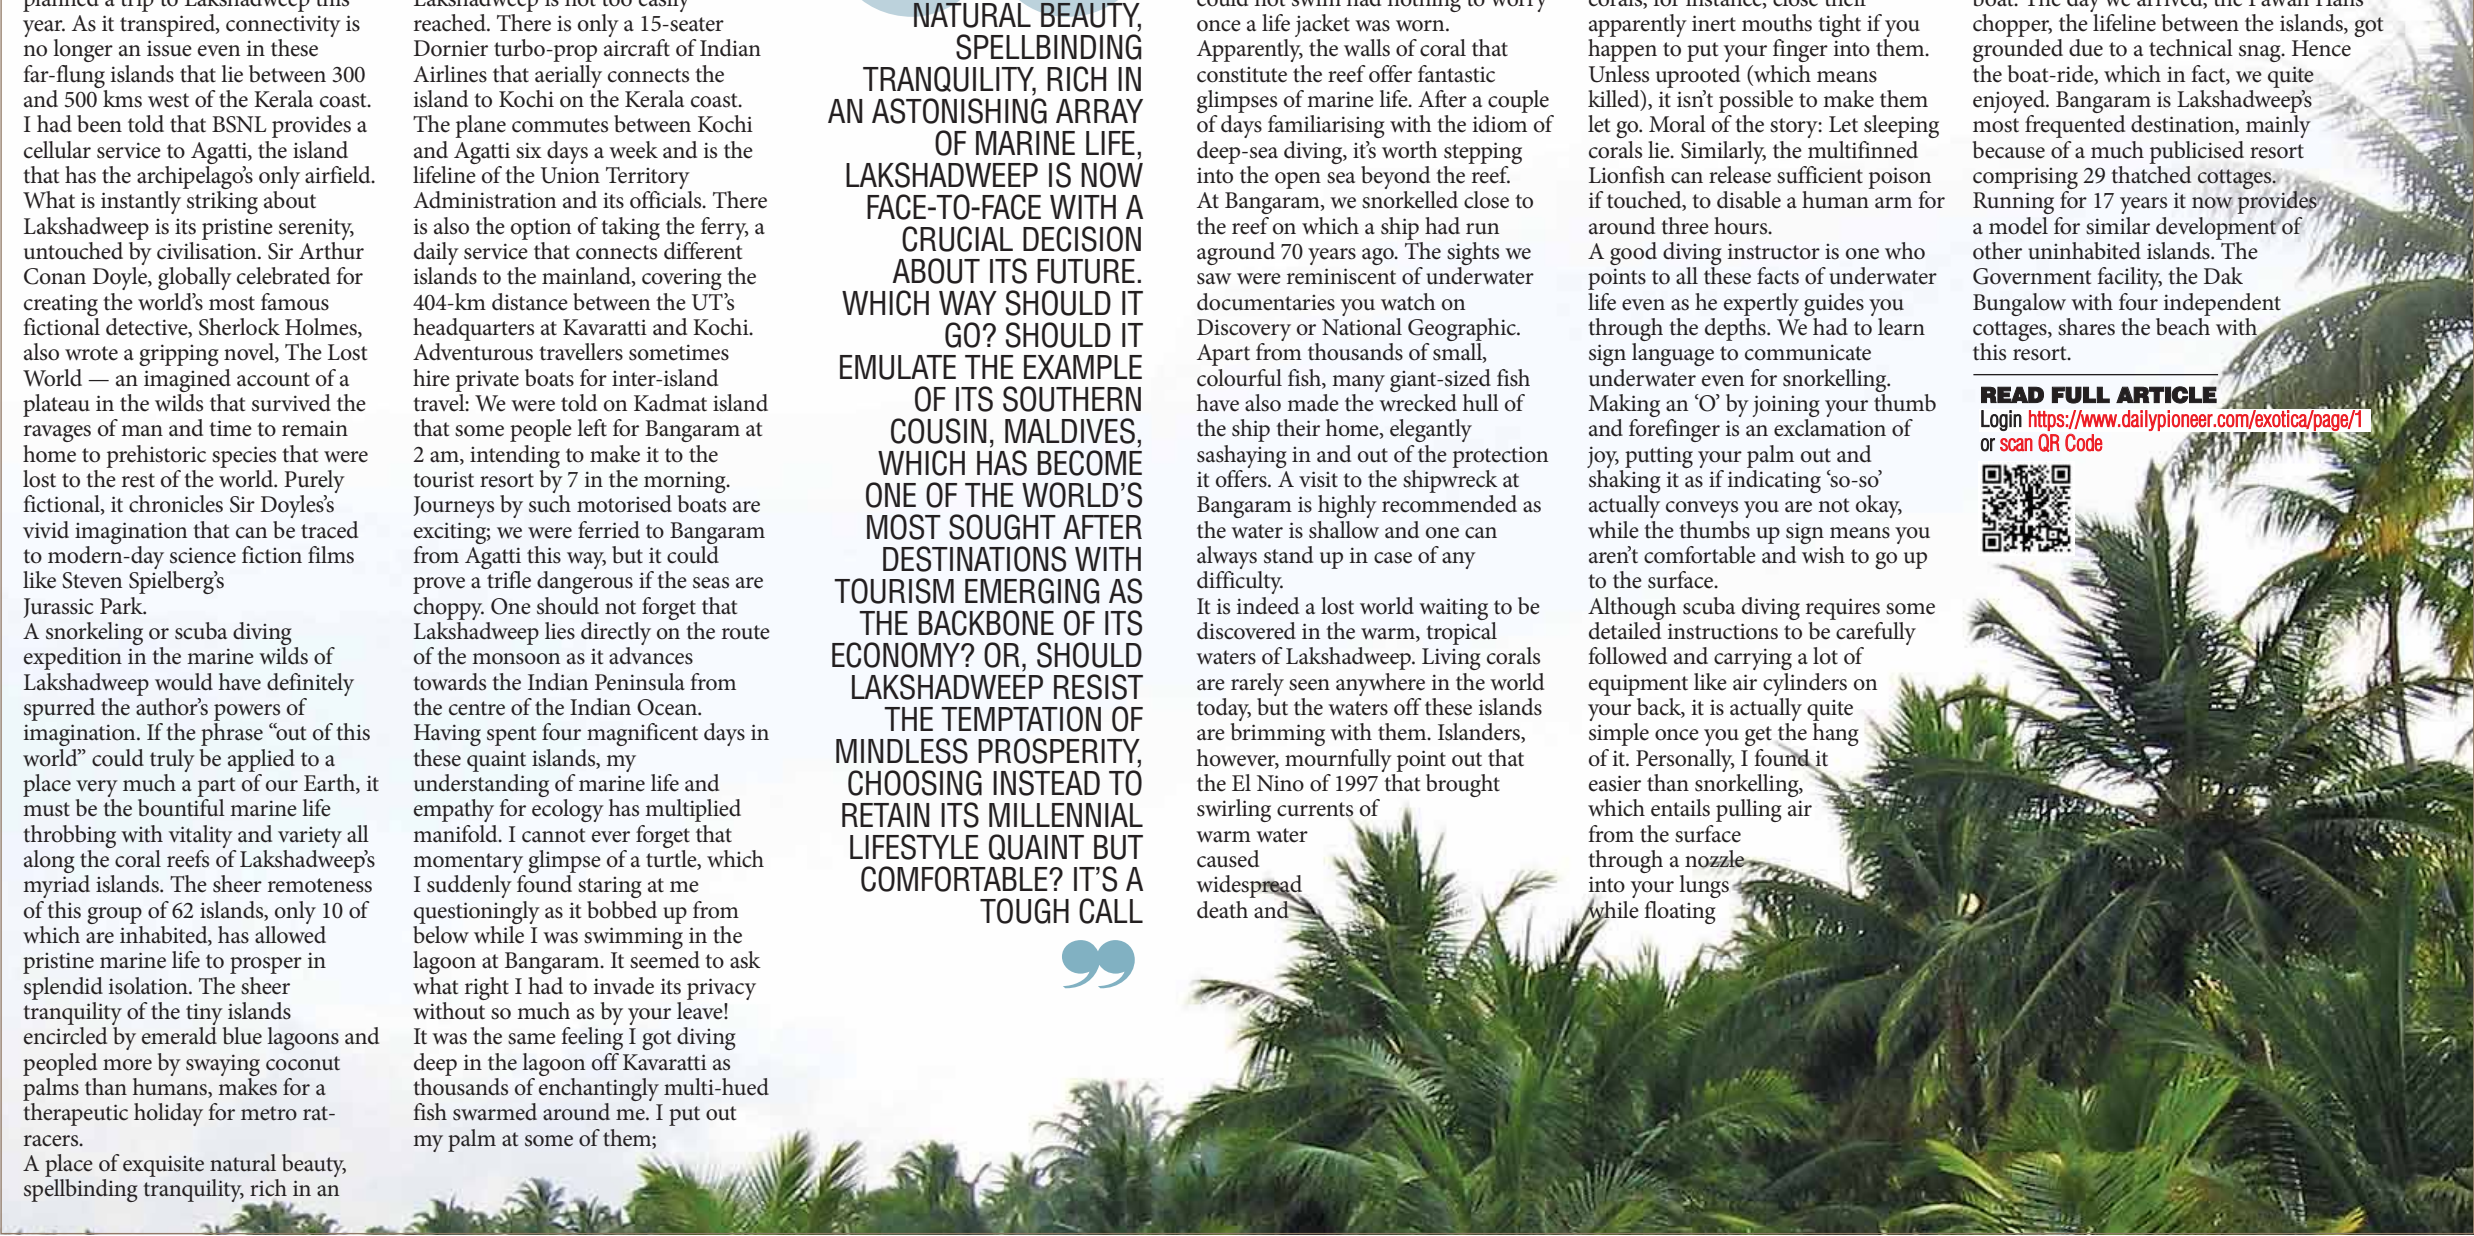 planned a trip to Lakshadweep this
year. As it transpired, connectivity is
no longer an issue even in these
far-flung islands that lie between 300
and 500 kms west of the Kerala coast.
I had been told that BSNL provides a
cellular service to Agatti, the island
that has the archipelago's only airfield.
What is instantly striking about
Lakshadweep is its pristine serenity,
untouched by civilisation. Sir Arthur
Conan Doyle, globally celebrated for
creating the world's most famous
fictional detective, Sherlock Holmes,
also wrote a gripping novel, The Lost
World — an imagined account of a
plateau in the wilds that survived the
ravages of man and time to remain
home to prehistoric species that were
lost to the rest of the world. Purely
fictional, it chronicles Sir Doyles's
vivid imagination that can be traced
to modern-day science fiction films
like Steven Spielberg's
Jurassic Park.
A snorkeling or scuba diving
expedition in the marine wilds of
Lakshadweep would have definitely
spurred the author's powers of
imagination. If the phrase “out of this
world” could truly be applied to a
place very much a part of our Earth, it
must be the bountiful marine life
throbbing with vitality and variety all
along the coral reefs of Lakshadweep's
myriad islands. The sheer remoteness
of this group of 62 islands, only 10 of
which are inhabited, has allowed
pristine marine life to prosper in
splendid isolation. The sheer
tranquility of the tiny islands
encircled by emerald blue lagoons and
peopled more by swaying coconut
palms than humans, makes for a
therapeutic holiday for metro rat-
racers.
A place of exquisite natural beauty,
spellbinding tranquility, rich in an
Lakshadweep is not too easily
reached. There is only a 15-seater
Dornier turbo-prop aircraft of Indian
Airlines that aerially connects the
island to Kochi on the Kerala coast.
The plane commutes between Kochi
and Agatti six days a week and is the
lifeline of the Union Territory
Administration and its officials. There
is also the option of taking the ferry, a
daily service that connects different
islands to the mainland, covering the
404-km distance between the UT's
headquarters at Kavaratti and Kochi.
Adventurous travellers sometimes
hire private boats for inter-island
travel: We were told on Kadmat island
that some people left for Bangaram at
2 am, intending to make it to the
tourist resort by 7 in the morning.
Journeys by such motorised boats are
exciting; we were ferried to Bangaram
from Agatti this way, but it could
prove a trifle dangerous if the seas are
choppy. One should not forget that
Lakshadweep lies directly on the route
of the monsoon as it advances
towards the Indian Peninsula from
the centre of the Indian Ocean.
Having spent four magnificent days in
these quaint islands, my
understanding of marine life and
empathy for ecology has multiplied
manifold. I cannot ever forget that
momentary glimpse of a turtle, which
I suddenly found staring at me
questioningly as it bobbed up from
below while I was swimming in the
lagoon at Bangaram. It seemed to ask
what right I had to invade its privacy
without so much as by your leave!
It was the same feeling I got diving
deep in the lagoon off Kavaratti as
thousands of enchantingly multi-hued
fish swarmed around me. I put out
my palm at some of them;
NATURAL BEAUTY,
SPELLBINDING
TRANQUILITY, RICH IN
AN ASTONISHING ARRAY
OF MARINE LIFE,
LAKSHADWEEP IS NOW
FACE-TO-FACE WITH A
CRUCIAL DECISION
ABOUT ITS FUTURE.
WHICH WAY SHOULD IT
GO? SHOULD IT
EMULATE THE EXAMPLE
OF ITS SOUTHERN
COUSIN, MALDIVES,
WHICH HAS BECOME
ONE OF THE WORLD'S
MOST SOUGHT AFTER
DESTINATIONS WITH
TOURISM EMERGING AS
THE BACKBONE OF ITS
ECONOMY? OR, SHOULD
LAKSHADWEEP RESIST
THE TEMPTATION OF
MINDLESS PROSPERITY,
CHOOSING INSTEAD TO
RETAIN ITS MILLENNIAL
LIFESTYLE QUAINT BUT
COMFORTABLE? IT'S A
TOUGH CALL
”
could not swim had nothing to worry
once a life jacket was worn.
Apparently, the walls of coral that
constitute the reef offer fantastic
glimpses of marine life. After a couple
of days familiarising with the idiom of
deep-sea diving, it's worth stepping
into the open sea beyond the reef.
At Bangaram, we snorkelled close to
the reef on which a ship had run
aground 70 years ago. The sights we
saw were reminiscent of underwater
documentaries you watch on
Discovery or National Geographic.
Apart from thousands of small,
colourful fish, many giant-sized fish
have also made the wrecked hull of
the ship their home, elegantly
sashaying in and out of the protection
it offers. A visit to the shipwreck at
Bangaram is highly recommended as
the water is shallow and one can
always stand up in case of any
difficulty.
It is indeed a lost world waiting to be
discovered in the warm, tropical
waters of Lakshadweep. Living corals
are rarely seen anywhere in the world
today, but the waters off these islands
are brimming with them. Islanders,
however, mournfully point out that
the El Nino of 1997 that brought
swirling currents of
warm water
caused
widespread
death and
corals, for instance, close their
apparently inert mouths tight if you
happen to put your finger into them.
Unless uprooted (which means
killed), it isn't possible to make them
let go. Moral of the story: Let sleeping
corals lie. Similarly, the multifinned
Lionfish can release sufficient poison
if touched, to disable a human arm for
around three hours.
A good diving instructor is one who
points to all these facts of underwater
life even as he expertly guides you
through the depths. We had to learn
sign language to communicate
underwater even for snorkelling.
Making an ‘O’ by joining your thumb
and forefinger is an exclamation of
joy, putting your palm out and
shaking it as if indicating ‘so-so’
actually conveys you are not okay,
while the thumbs up sign means you
aren't comfortable and wish to go up
to the surface.
Although scuba diving requires some
detailed instructions to be carefully
followed and carrying a lot of
equipment like air cylinders on
your back, it is actually quite
simple once you get the hang
of it. Personally, I found it
easier than snorkelling,
which entails pulling air
from the surface
through a nozzle
into your lungs
while floating
boat. The day we arrived, the Pawan Hans
chopper, the lifeline between the islands, got
grounded due to a technical snag. Hence
the boat-ride, which in fact, we quite
enjoyed. Bangaram is Lakshadweep's
most frequented destination, mainly
because of a much publicised resort
comprising 29 thatched cottages.
Running for 17 years it now provides
a model for similar development of
other uninhabited islands. The
Government facility, the Dak
Bungalow with four independent
cottages, shares the beach with
this resort.
READ FULL ARTICLE
Login https://www.dailypioneer.com/exotica/page/1
or scan QR Code